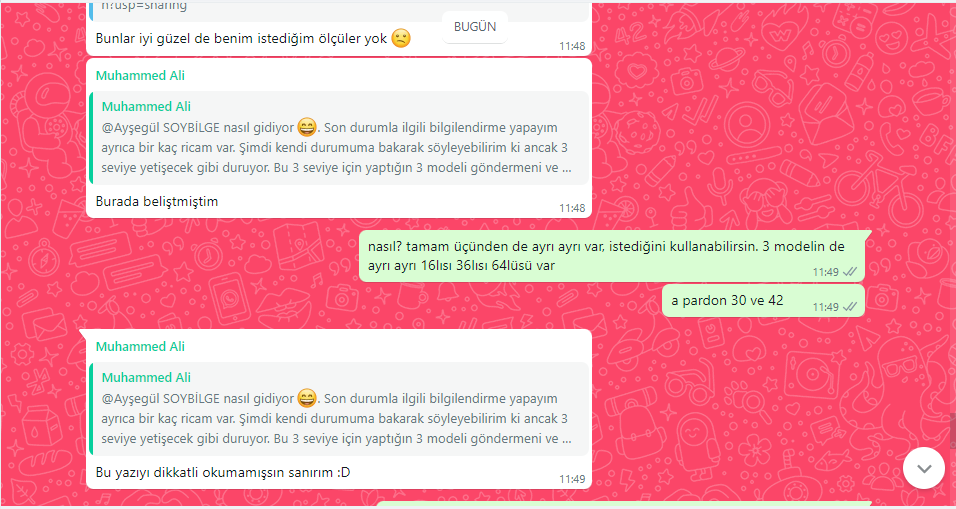 n?usp=sharing
BUGÜN
Bunlar iyi güzel de benim istediğim ölçüler yok
11:48
Muhammed Ali
Muhammed Ali
@Ayşegül SOYBİLGE nasıl gidiyor 😄. Son durumla ilgili bilgilendirme yapayım
ayrıca bir kaç ricam var. Şimdi kendi durumuma bakarak söyleyebilirim ki ancak 3
seviye yetişecek gibi duruyor. Bu 3 seviye için yaptığın 3 modeli göndermeni ve ...
Burada beliştmiştim
11:48
nasıl? tamam üçünden de ayrı ayrı var, istediğini kullanabilirsin. 3 modelin de
ayrı ayrı 16lısı 36lısı 64lüsü var
11:49
a pardon 30 ve 42
11:49
Muhammed Ali
Muhammed Ali
@Ayşegül SOYBİLGE nasıl gidiyor 😄. Son durumla ilgili bilgilendirme yapayım
ayrıca bir kaç ricam var. Şimdi kendi durumuma bakarak söyleyebilirim ki ancak 3
seviye yetişecek gibi duruyor. Bu 3 seviye için yaptığın 3 modeli göndermeni ve ...
Bu yazıyı dikkatli okumamışsın sanırım :D
11:49